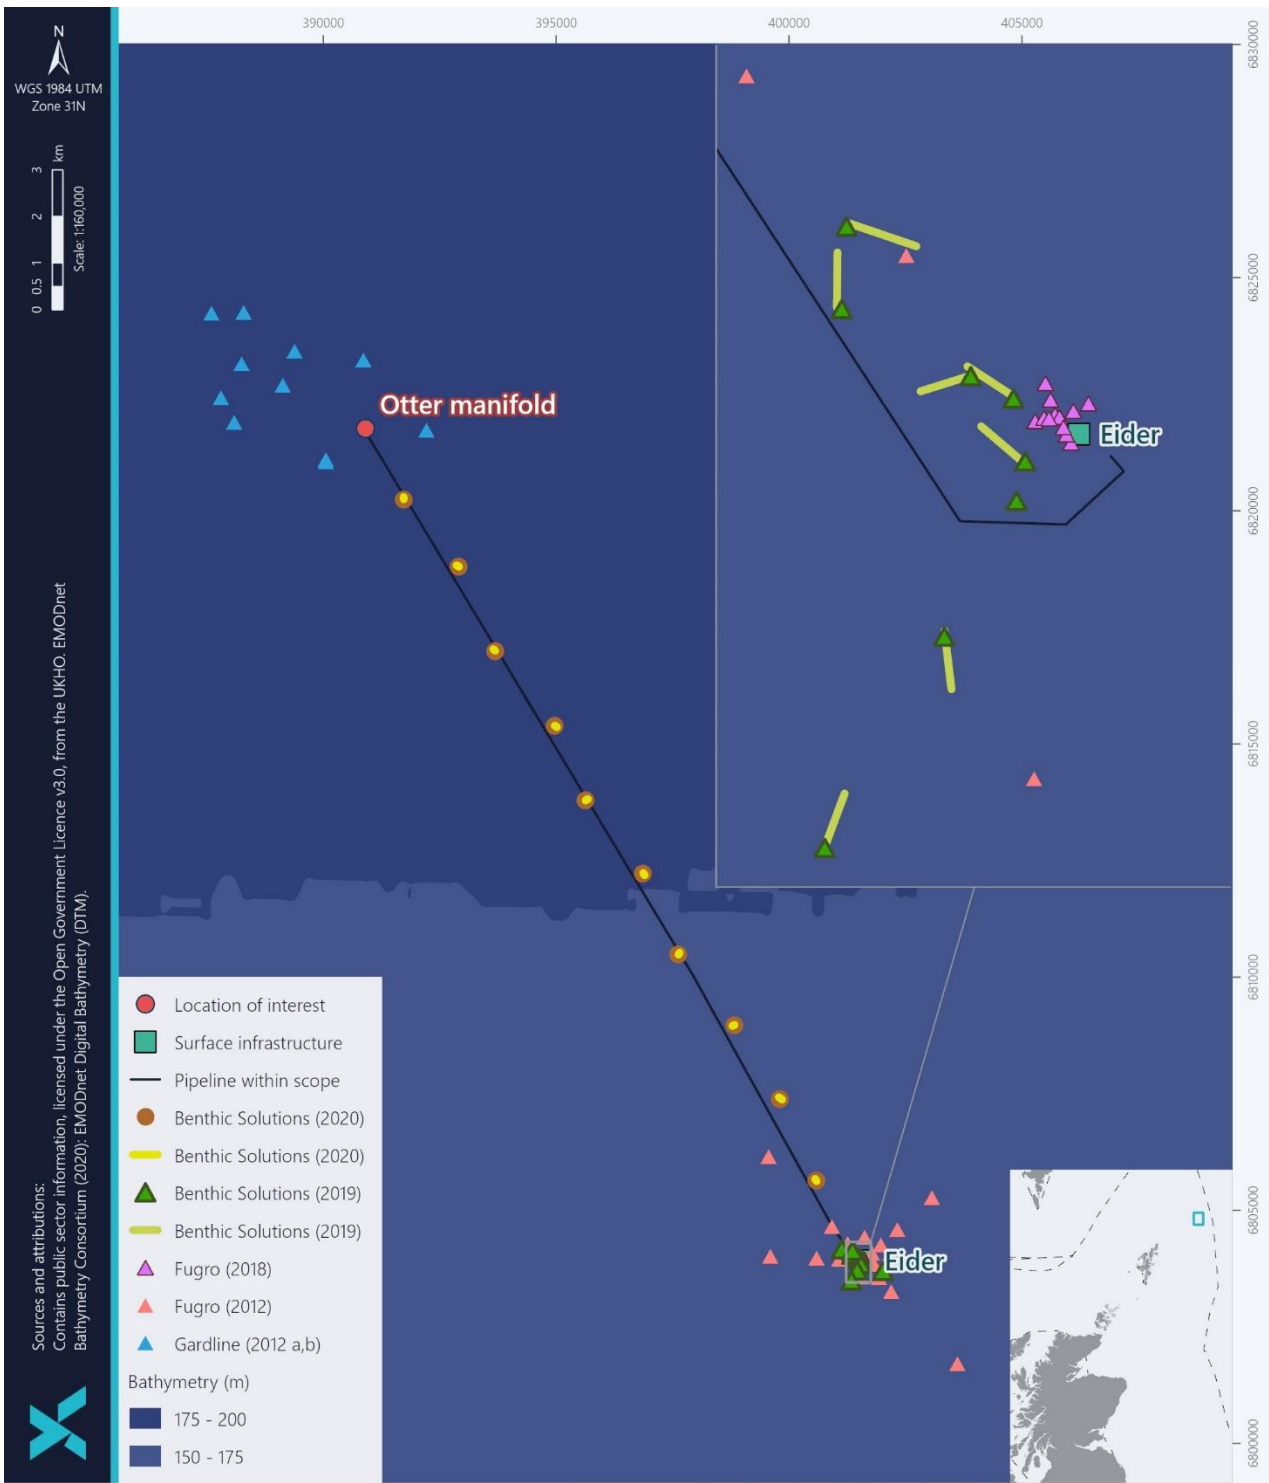 N
WGS 1984 UTM
Zone 31N
0 0.5 1 2 3 km
Scale: 1:160,000
Sources and attributions:
Contains public sector information, licensed under the Open Government Licence v3.0, from the UKHO. EMODnet
Bathymetry Consortium (2020): EMODnet Digital Bathymetry (DTM).
390000 395000 400000 405000
6830000
6825000
6820000
6815000
6810000
6805000
6800000
Otter manifold
Eider
Eider
Location of interest
Surface infrastructure
Pipeline within scope
Benthic Solutions (2020)
Benthic Solutions (2020)
Benthic Solutions (2019)
Benthic Solutions (2019)
Fugro (2018)
Fugro (2012)
Gardline (2012 a,b)
Bathymetry (m)
175 - 200
150 - 175